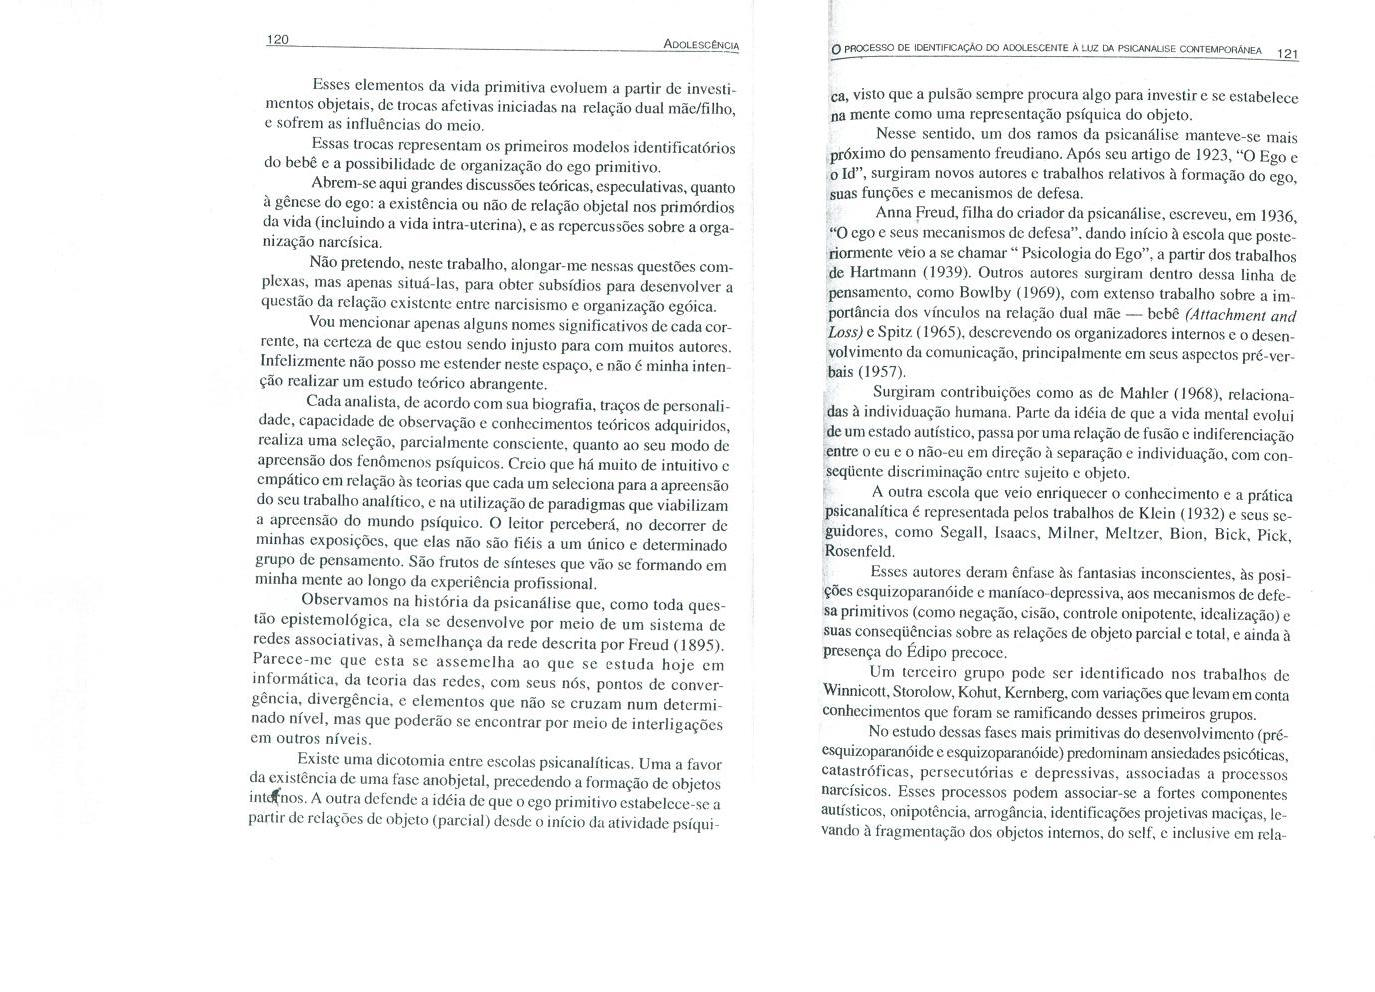 120
ADOLESCÊNCIA
Esses elementos da vida primitiva evoluem a partir de investi-
mentos objetais, de trocas afetivas iniciadas na relação dual mãe/filho,
e sofrem as influências do meio.
Essas trocas representam os primeiros modelos identificatórios
do bebê e a possibilidade de organização do ego primitivo.
Abrem-se aqui grandes discussões teóricas, especulativas, quanto
à gênese do ego: a existência ou não de relação objetal nos primórdios
da vida (incluindo a vida intra-uterina), e as repercussões sobre a orga-
nização narcísica.
Não pretendo, neste trabalho, alongar-me nessas questões com-
plexas, mas apenas situá-las, para obter subsídios para desenvolver a
questão da relação existente entre narcisismo e organização egóica.
Vou mencionar apenas alguns nomes significativos de cada cor-
rente, na certeza de que estou sendo injusto para com muitos autores.
Infelizmente não posso me estender neste espaço, e não é minha inten-
ção realizar um estudo teórico abrangente.
Cada analista, de acordo com sua biografia, traços de personali-
dade, capacidade de observação e conhecimentos teóricos adquiridos,
realiza uma seleção, parcialmente consciente, quanto ao seu modo de
apreensão dos fenômenos psíquicos. Creio que há muito de intuitivo e
empático em relação às teorias que cada um seleciona para a apreensão
do seu trabalho analítico, e na utilização de paradigmas que viabilizam
a apreensão do mundo psíquico. O leitor perceberá, no decorrer de
minhas exposições, que elas não são fiéis a um único e determinado
grupo de pensamento. São frutos de sínteses que vão se formando em
minha mente ao longo da experiência profissional.
Observamos na história da psicanálise que, como toda ques-
tão epistemológica, ela se desenvolve por meio de um sistema de
redes associativas, à semelhança da rede descrita por Freud (1895).
Parece-me que esta se assemelha ao que se estuda hoje em
informática, da teoria das redes, com seus nós, pontos de conver-
gência, divergência, e elementos que não se cruzam num determi-
nado nível, mas que poderão se encontrar por meio de interligações
em outros níveis.
Existe uma dicotomia entre escolas psicanalíticas. Uma a favor
da existência de uma fase anobjetal, precedendo a formação de objetos
internos. A outra defende a idéia de que o ego primitivo estabelece-se a
partir de relações de objeto (parcial) desde o início da atividade psíqui-
O PROCESSO DE IDENTIFICAÇÃO DO ADOLESCENTE À LUZ DA PSICANÁLISE CONTEMPORÂNEA 121
ca, visto que a pulsão sempre procura algo para investir e se estabelece
na mente como uma representação psíquica do objeto.
Nesse sentido, um dos ramos da psicanálise manteve-se mais
próximo do pensamento freudiano. Após seu artigo de 1923, “O Ego e
o Id”, surgiram novos autores e trabalhos relativos à formação do ego,
suas funções e mecanismos de defesa.
Anna Freud, filha do criador da psicanálise, escreveu, em 1936,
“O ego e seus mecanismos de defesa”, dando início à escola que poste-
riormente veio a se chamar “ Psicologia do Ego”, a partir dos trabalhos
de Hartmann (1939). Outros autores surgiram dentro dessa linha de
pensamento, como Bowlby (1969), com extenso trabalho sobre a im-
portância dos vínculos na relação dual mãe — bebê (Attachment and
Loss) e Spitz (1965), descrevendo os organizadores internos e o desen-
volvimento da comunicação, principalmente em seus aspectos pré-ver-
bais (1957).
Surgiram contribuições como as de Mahler (1968), relaciona-
das à individuação humana. Parte da idéia de que a vida mental evolui
de um estado autístico, passa por uma relação de fusão e indiferenciação
entre o eu e o não-eu em direção à separação e individuação, com con-
seqüente discriminação entre sujeito e objeto.
A outra escola que veio enriquecer o conhecimento e a prática
psicanalítica é representada pelos trabalhos de Klein (1932) e seus se-
guidores, como Segall, Isaacs, Milner, Meltzer, Bion, Bick, Pick,
Rosenfeld.
Esses autores deram ênfase às fantasias inconscientes, às posi-
ções esquizoparanóide e maníaco-depressiva, aos mecanismos de defe-
sa primitivos (como negação, cisão, controle onipotente, idealização) e
suas conseqüências sobre as relações de objeto parcial e total, e ainda à
presença do Édipo precoce.
Um terceiro grupo pode ser identificado nos trabalhos de
Winnicott, Storolow, Kohut, Kernberg, com variações que levam em conta
conhecimentos que foram se ramificando desses primeiros grupos.
No estudo dessas fases mais primitivas do desenvolvimento (pré-
esquizoparanóide e esquizoparanóide) predominam ansiedades psicóticas,
catastróficas, persecutórias e depressivas, associadas a processos
narcísicos. Esses processos podem associar-se a fortes componentes
autísticos, onipotência, arrogância, identificações projetivas maciças, le-
vando à fragmentação dos objetos internos, do self, e inclusive em rela-